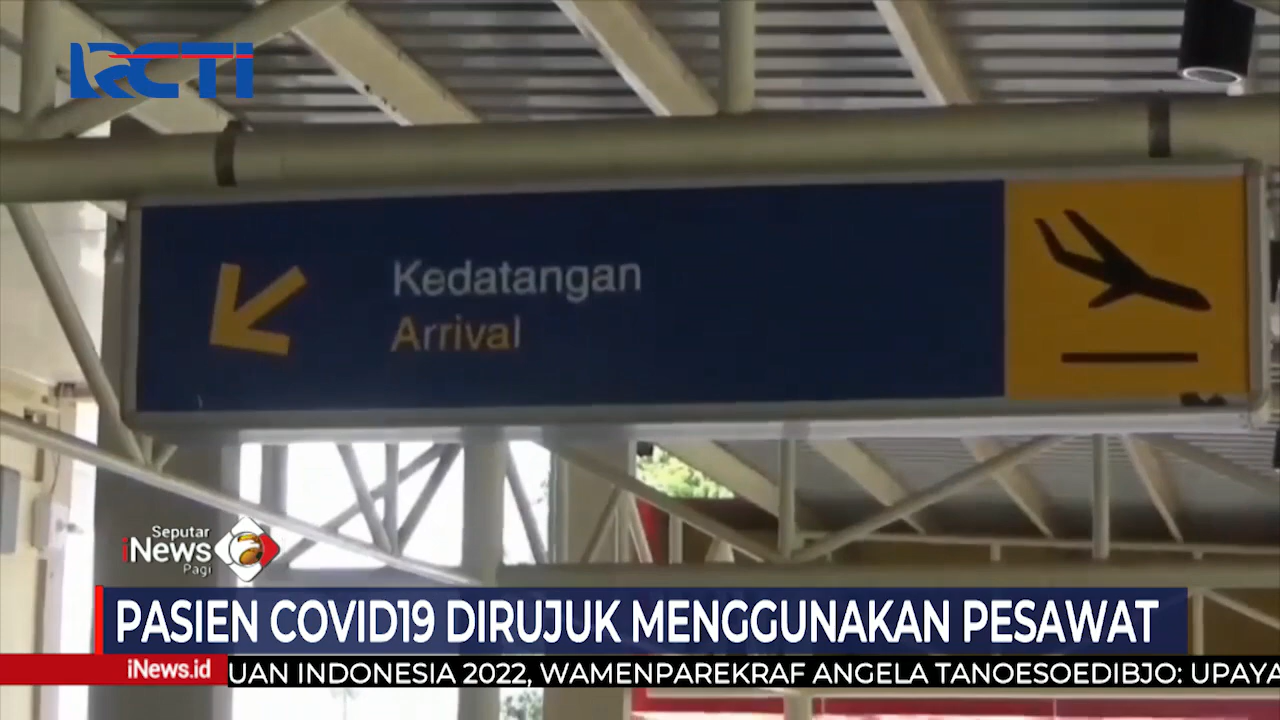 RCTI
Kedatangan
Arrival
Seputar
iNews
Pagi
PASIEN COVID19 DIRUJUK MENGGUNAKAN PESAWAT
iNews.id
UAN INDONESIA 2022, WAMENPAREKRAF ANGELA TANOESOEDIBJO: UPAYA